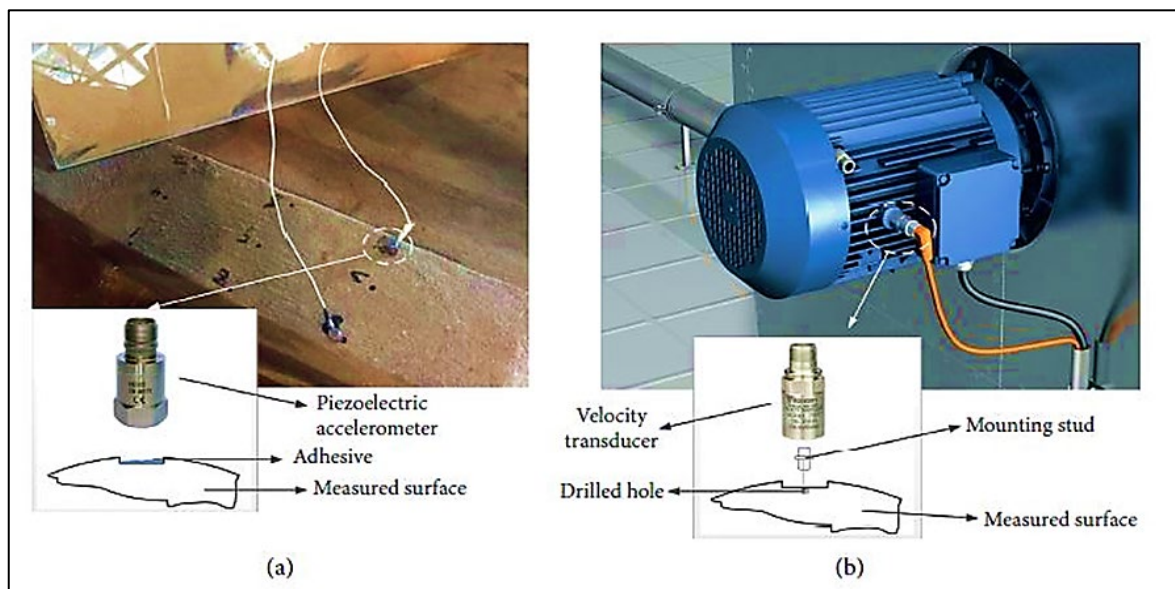 Piezoelectric
accelerometer
Adhesive
Measured surface
(a)
Velocity
transducer
Mounting stud
Drilled hole
Measured surface
(b)